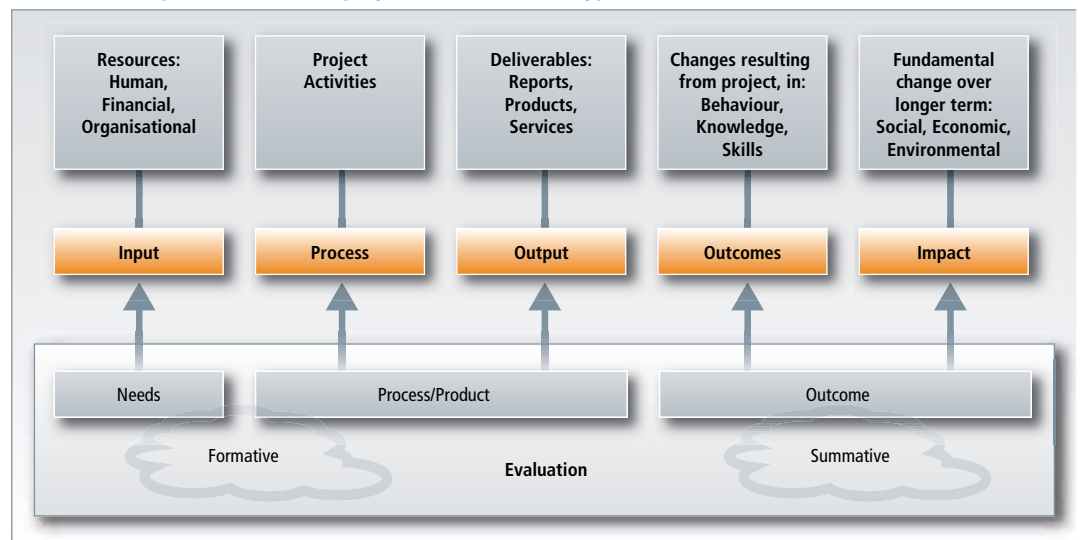 Resources:
Human,
Financial,
Organisational
Project
Activities
Deliverables:
Reports,
Products,
Services
Changes resulting
from project, in:
Behaviour,
Knowledge,
Skills
Fundamental
change over
longer term:
Social, Economic,
Environmental
Input
Process
Output
Outcomes
Impact
Needs
Process/Product
Outcome
Formative
Evaluation
Summative